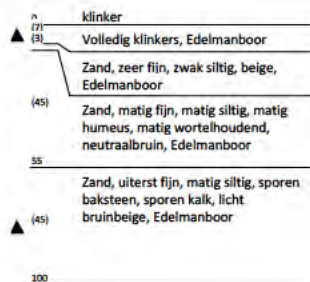 0 klinker
(7)
(3) Volledig klinkers, Edelmanboor
Zand, zeer fijn, zwak siltig, beige,
Edelmanboor
(45) Zand, matig fijn, matig siltig, matig
humeus, matig wortelhoudend,
neutraalbruin, Edelmanboor
55
Zand, uiterst fijn, matig siltig, sporen
baksteen, sporen kalk, licht
(45) bruinbeige, Edelmanboor
100